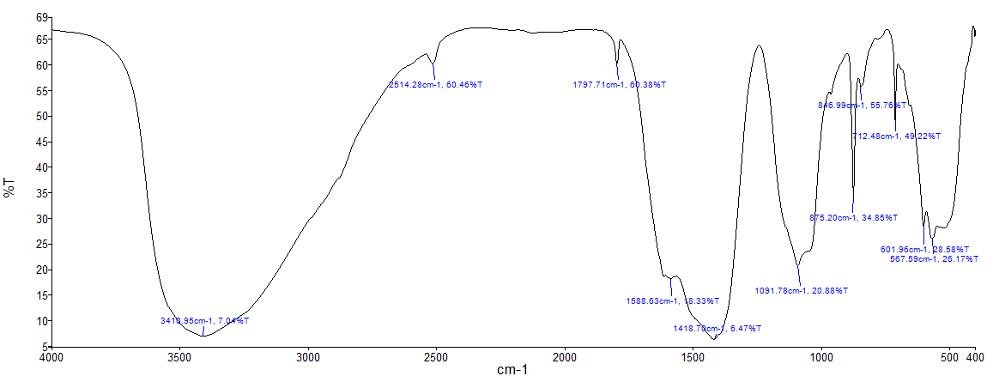 69
65
60
55
50
45
40
35
30
25
20
15
10
5
%T
2514.28cm-1, 60.46%T
1797.71cm-1, 60.38%T
846.99cm-1, 55.76%T
712.48cm-1, 49.22%T
875.20cm-1, 34.85%T
601.96cm-1, 28.58%T
567.59cm-1, 26.17%T
1091.78cm-1, 20.88%T
1588.63cm-1, 18.33%T
3410.95cm-1, 7.04%T
1418.70cm-1, 6.47%T
4000 3500 3000 2500 2000 1500 1000 500 400
cm-1